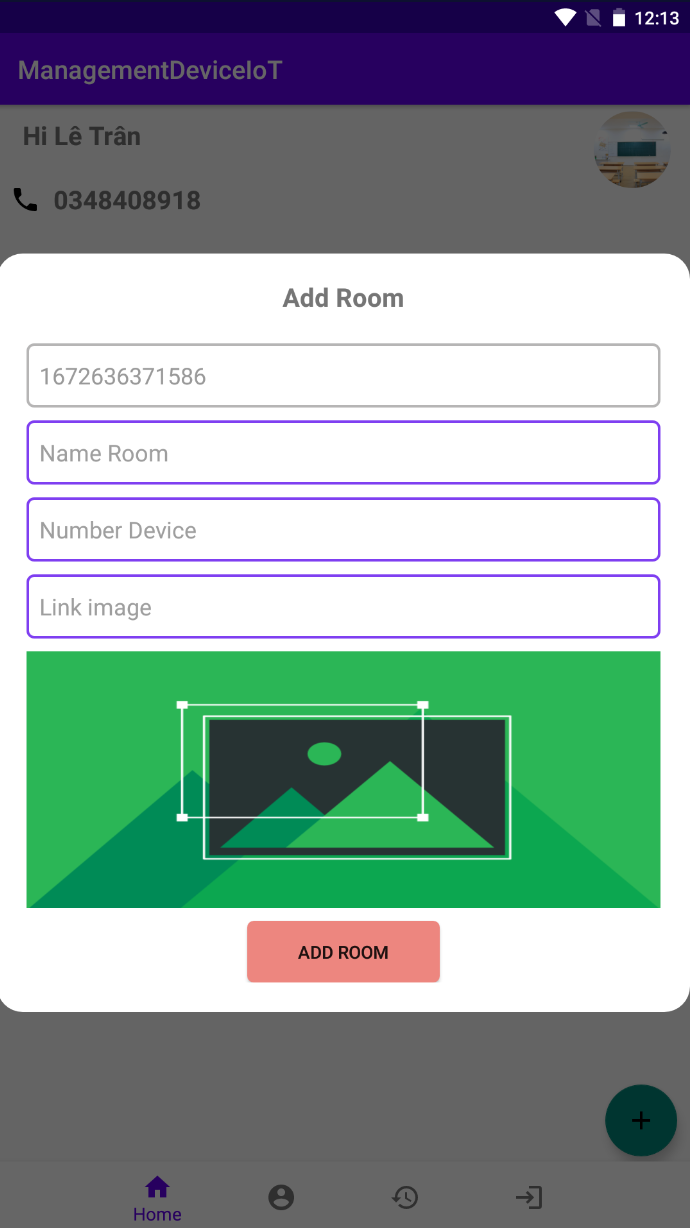 12:13
ManagementDeviceIoT
Hi Lê Trân
0348408918
Add Room
1672636371586
Name Room
Number Device
Link image
ADD ROOM
Home